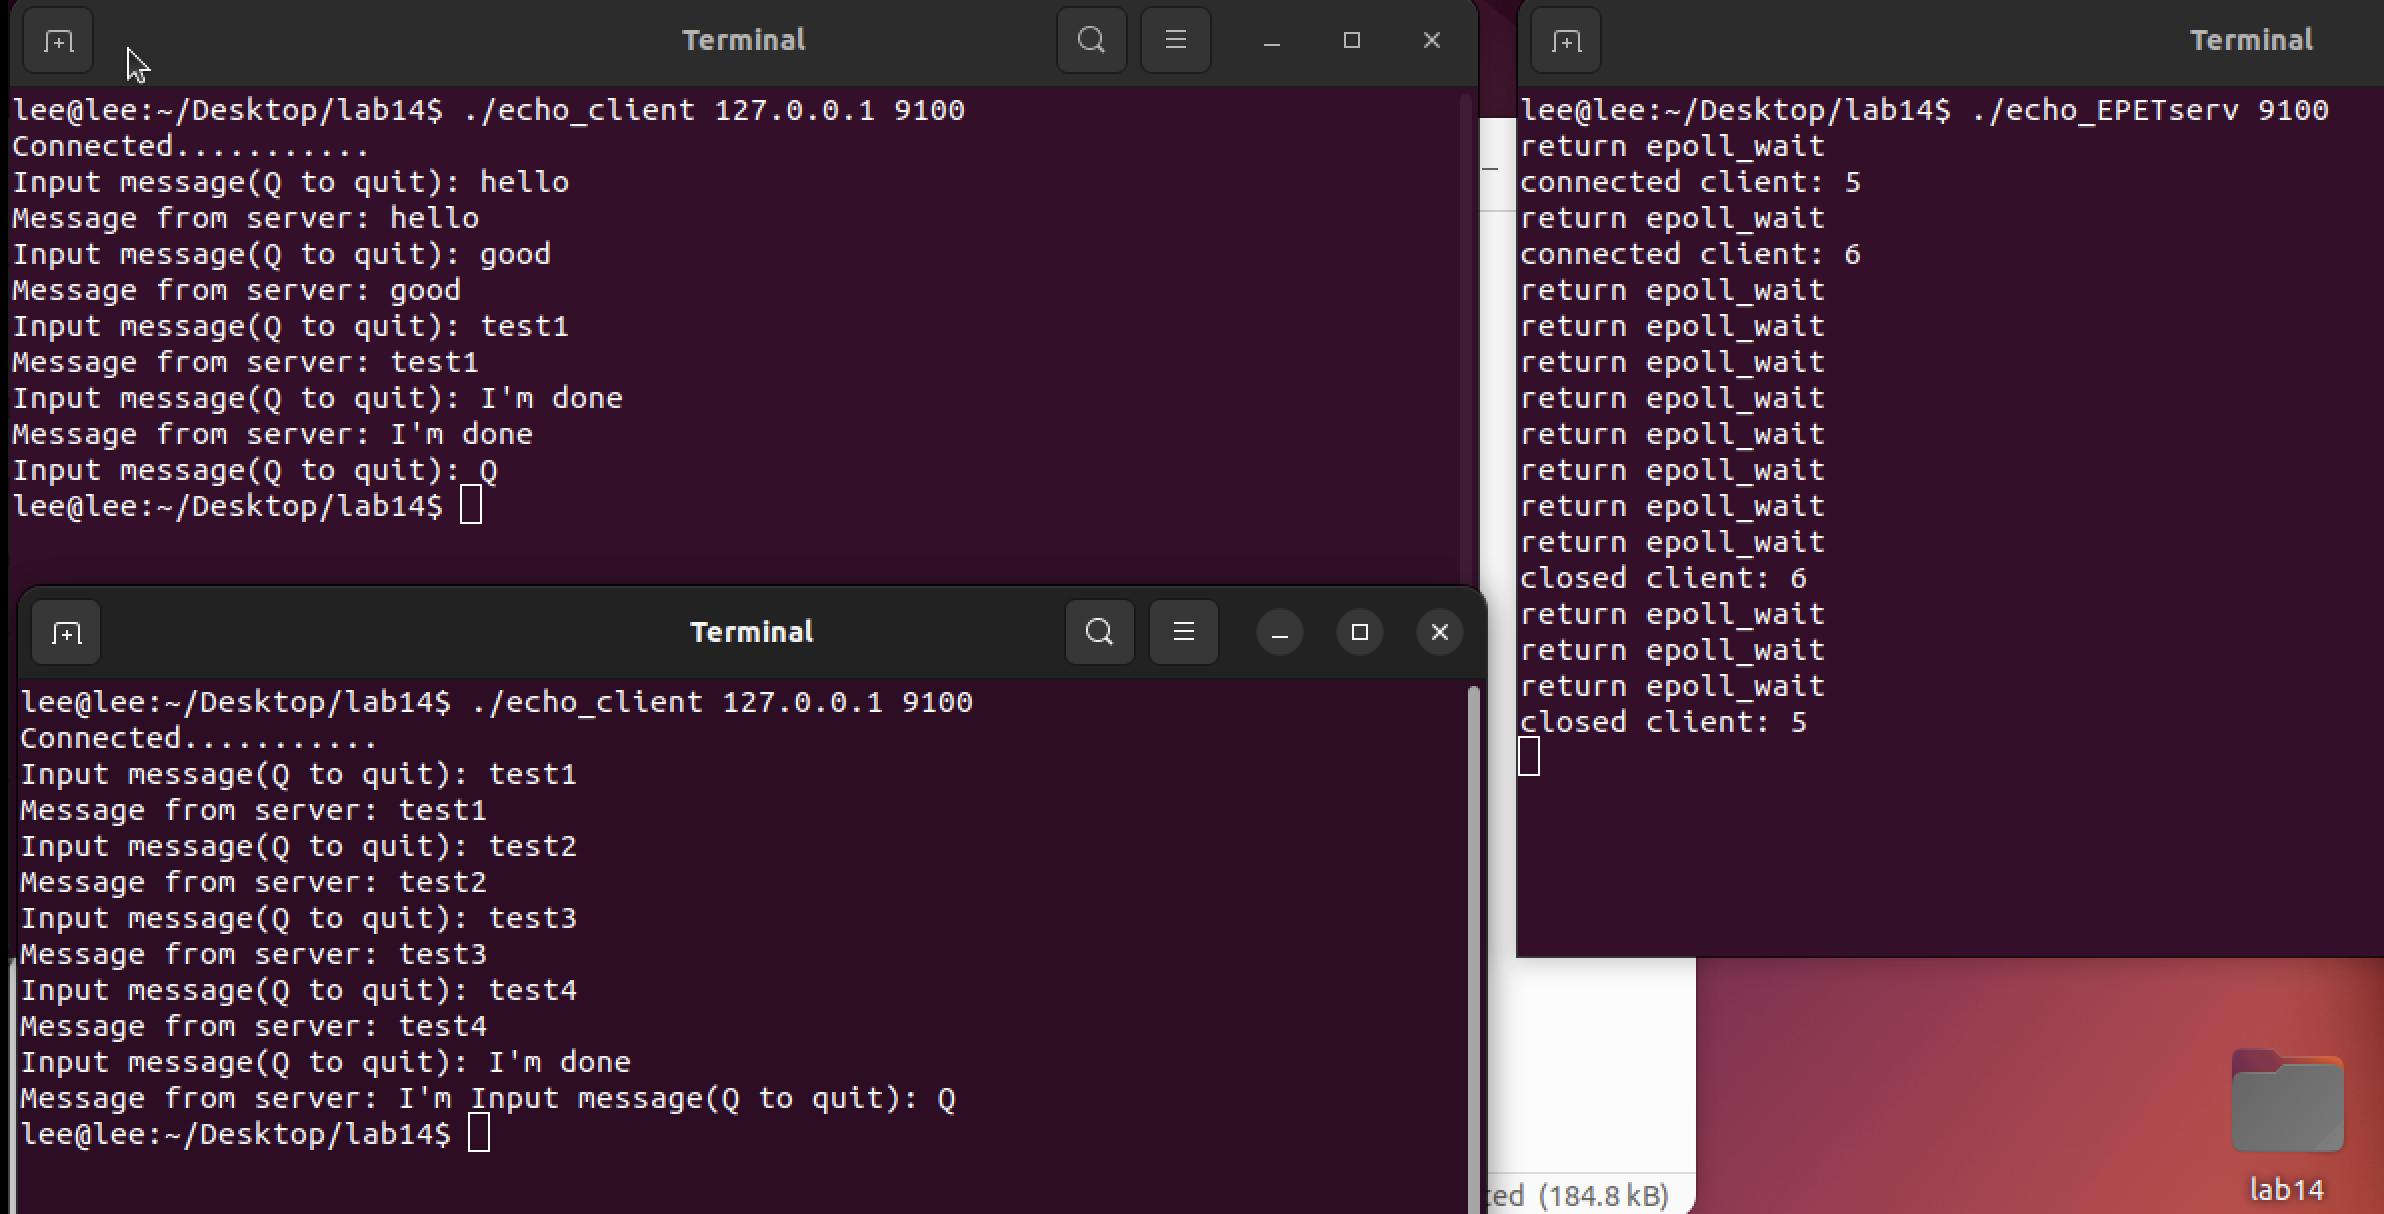 Terminal
lee@lee:~/Desktop/lab14$ ./echo_client 127.0.0.1 9100
Connected...........
Input message(Q to quit): hello
Message from server: hello
Input message(Q to quit): good
Message from server: good
Input message(Q to quit): test1
Message from server: test1
Input message(Q to quit): I'm done
Message from server: I'm done
Input message(Q to quit): Q
lee@lee:~/Desktop/lab14$
Terminal
lee@lee:~/Desktop/lab14$ ./echo_client 127.0.0.1 9100
Connected...........
Input message(Q to quit): test1
Message from server: test1
Input message(Q to quit): test2
Message from server: test2
Input message(Q to quit): test3
Message from server: test3
Input message(Q to quit): test4
Message from server: test4
Input message(Q to quit): I'm done
Message from server: I'm Input message(Q to quit): Q
lee@lee:~/Desktop/lab14$
Terminal
lee@lee:~/Desktop/lab14$ ./echo_EPETserv 9100
return epoll_wait
connected client: 5
return epoll_wait
connected client: 6
return epoll_wait
return epoll_wait
return epoll_wait
return epoll_wait
return epoll_wait
return epoll_wait
return epoll_wait
return epoll_wait
closed client: 6
return epoll_wait
return epoll_wait
return epoll_wait
closed client: 5
(184.8 kB)
lab14